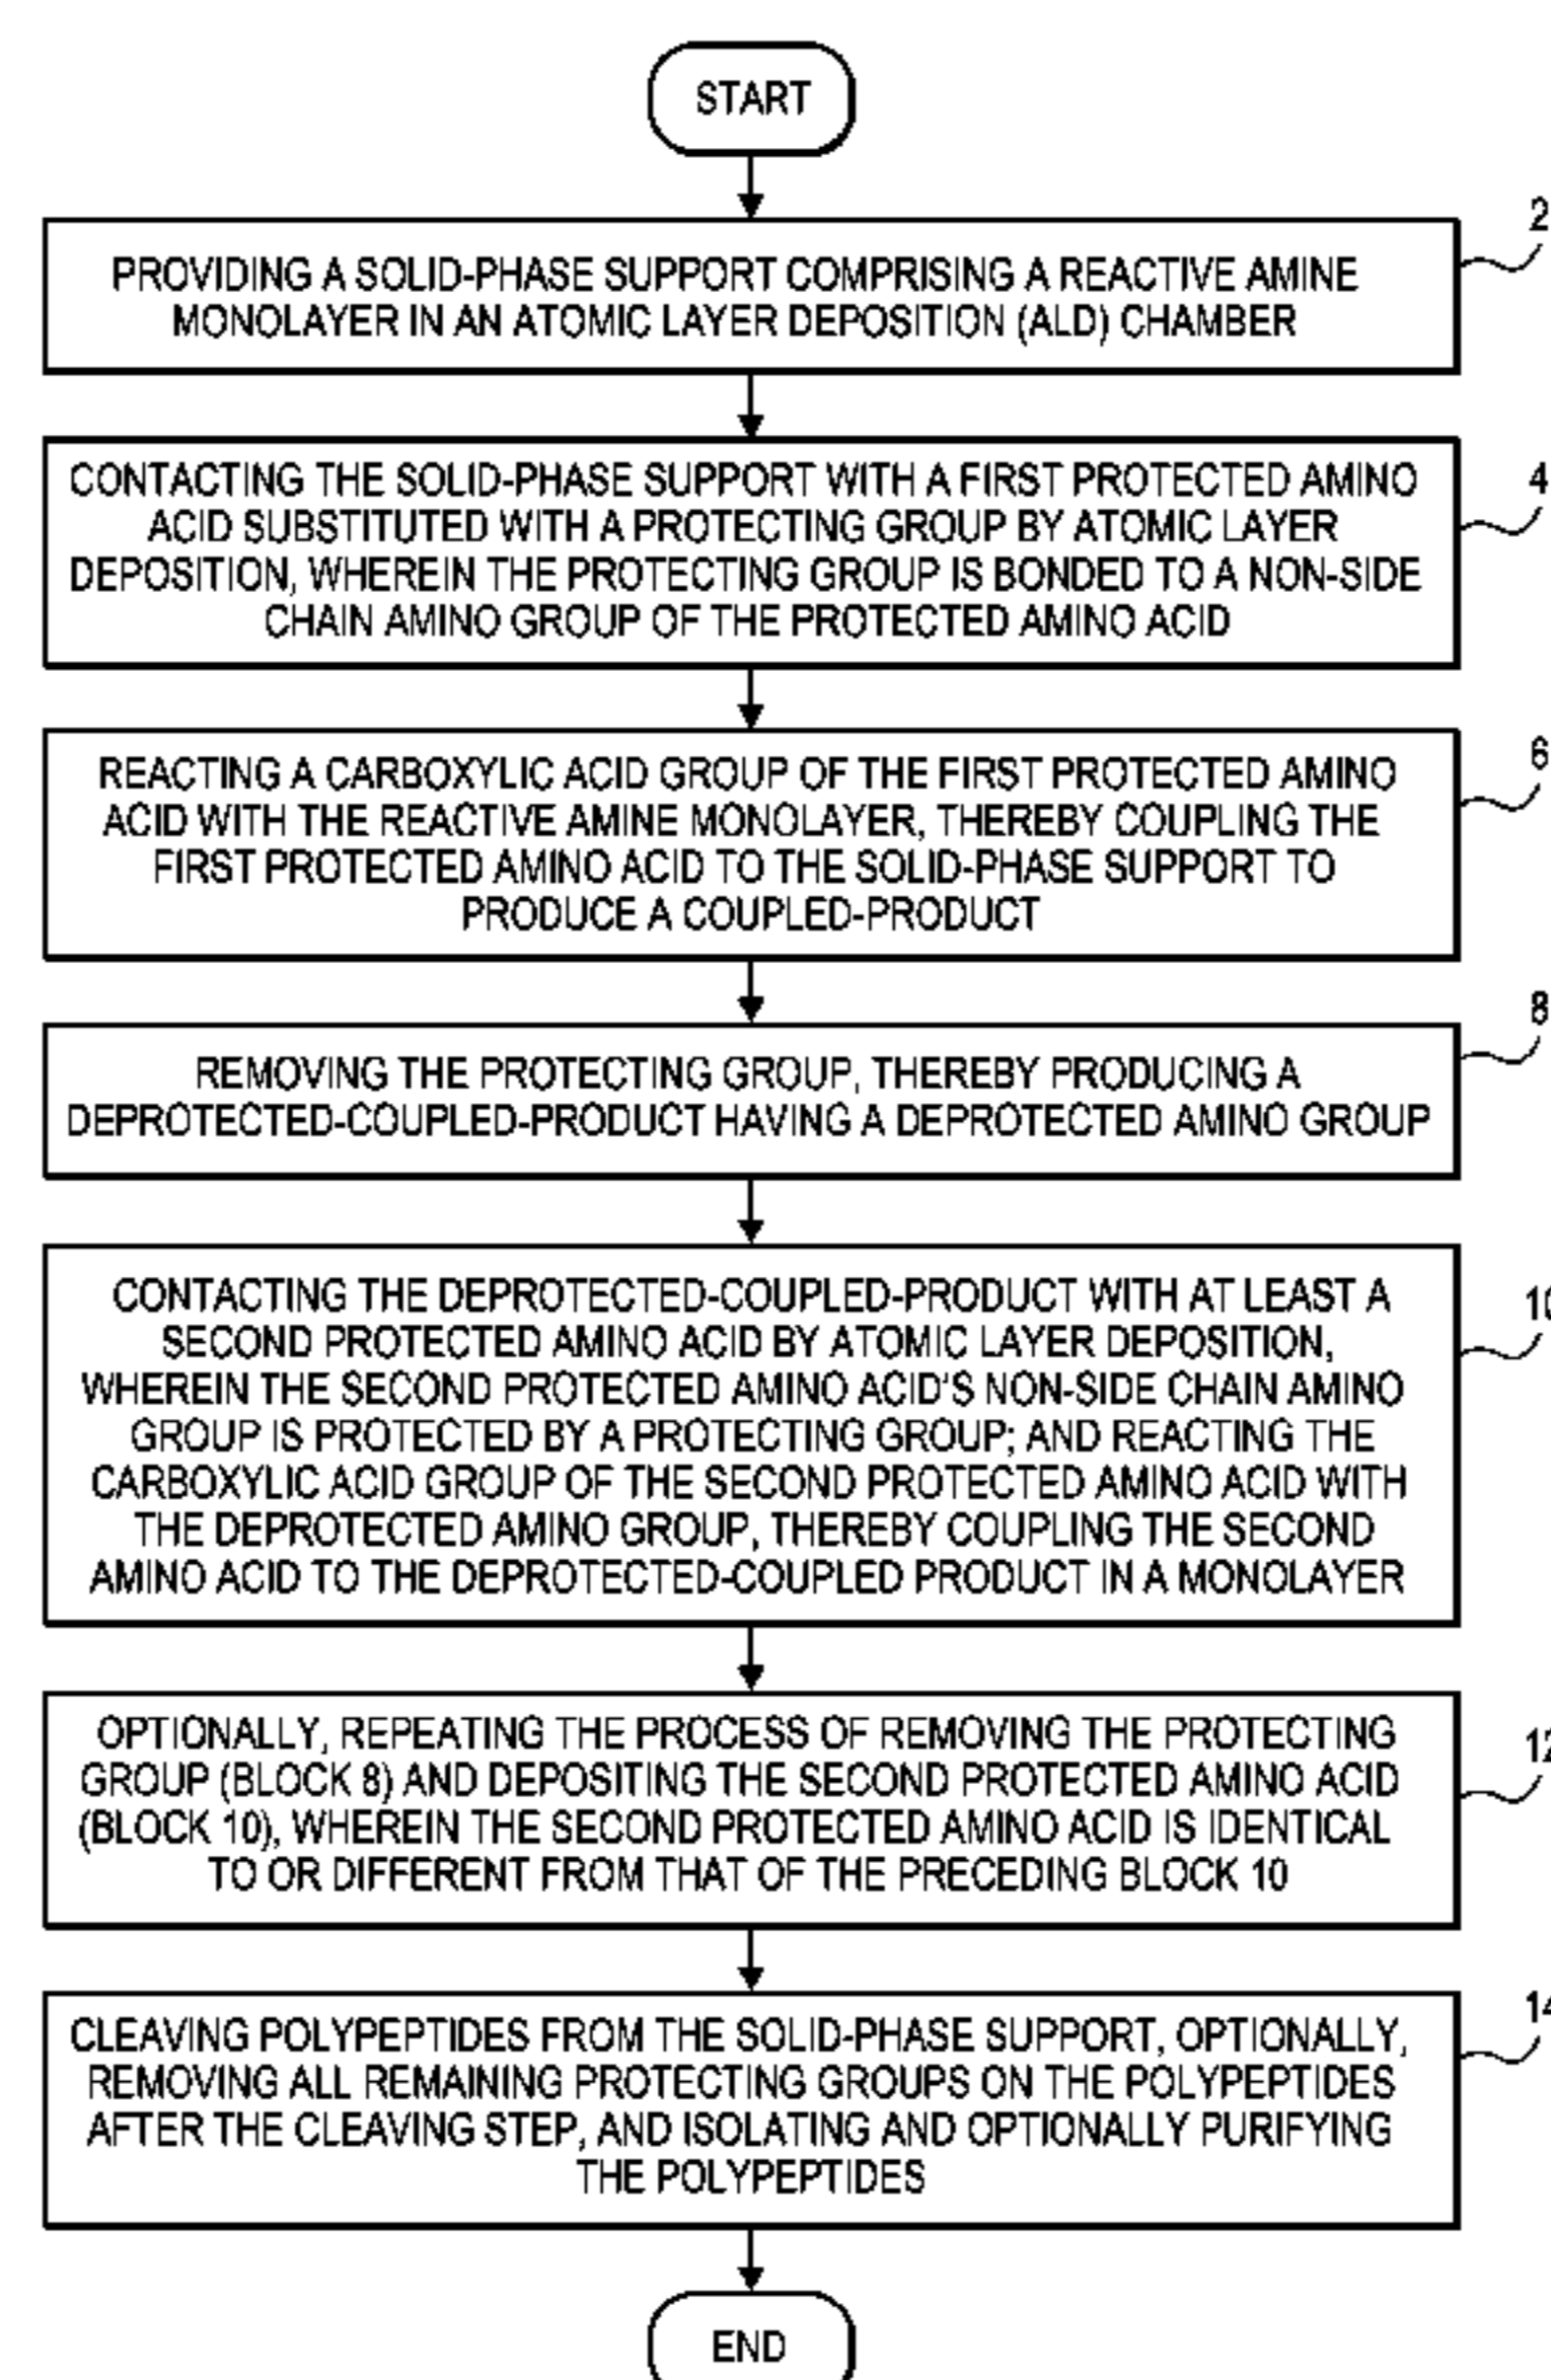 START
2
PROVIDING A SOLID-PHASE SUPPORT COMPRISING A REACTIVE AMINE
MONOLAYER IN AN ATOMIC LAYER DEPOSITION (ALD) CHAMBER
4
CONTACTING THE SOLID-PHASE SUPPORT WITH A FIRST PROTECTED AMINO
ACID SUBSTITUTED WITH A PROTECTING GROUP BY ATOMIC LAYER
DEPOSITION, WHEREIN THE PROTECTING GROUP IS BONDED TO A NON-SIDE
CHAIN AMINO GROUP OF THE PROTECTED AMINO ACID
6
REACTING A CARBOXYLIC ACID GROUP OF THE FIRST PROTECTED AMINO
ACID WITH THE REACTIVE AMINE MONOLAYER, THEREBY COUPLING THE
FIRST PROTECTED AMINO ACID TO THE SOLID-PHASE SUPPORT TO
PRODUCE A COUPLED-PRODUCT
8
REMOVING THE PROTECTING GROUP, THEREBY PRODUCING A
DEPROTECTED-COUPLED-PRODUCT HAVING A DEPROTECTED AMINO GROUP
10
CONTACTING THE DEPROTECTED-COUPLED-PRODUCT WITH AT LEAST A
SECOND PROTECTED AMINO ACID BY ATOMIC LAYER DEPOSITION,
WHEREIN THE SECOND PROTECTED AMINO ACID'S NON-SIDE CHAIN AMINO
GROUP IS PROTECTED BY A PROTECTING GROUP; AND REACTING THE
CARBOXYLIC ACID GROUP OF THE SECOND PROTECTED AMINO ACID WITH
THE DEPROTECTED AMINO GROUP, THEREBY COUPLING THE SECOND
AMINO ACID TO THE DEPROTECTED-COUPLED PRODUCT IN A MONOLAYER
12
OPTIONALLY, REPEATING THE PROCESS OF REMOVING THE PROTECTING
GROUP (BLOCK 8) AND DEPOSITING THE SECOND PROTECTED AMINO ACID
(BLOCK 10), WHEREIN THE SECOND PROTECTED AMINO ACID IS IDENTICAL
TO OR DIFFERENT FROM THAT OF THE PRECEDING BLOCK 10
14
CLEAVING POLYPEPTIDES FROM THE SOLID-PHASE SUPPORT, OPTIONALLY,
REMOVING ALL REMAINING PROTECTING GROUPS ON THE POLYPEPTIDES
AFTER THE CLEAVING STEP, AND ISOLATING AND OPTIONALLY PURIFYING
THE POLYPEPTIDES
END